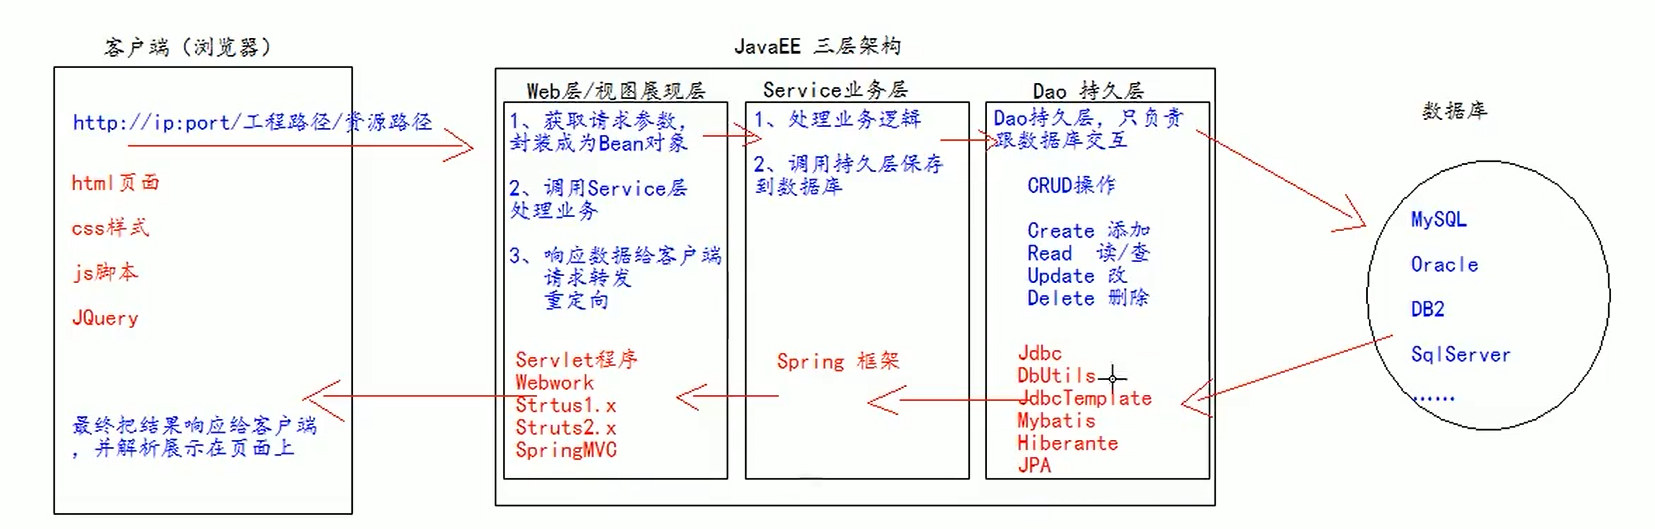 客户端（浏览器）
http://ip:port/工程路径/资源路径
html页面
css样式
js脚本
JQuery
最终把结果响应给客户端
，并解析展示在页面上
JavaEE 三层架构
Web层/视图展现层
1、获取请求参数，
封装成为Bean对象
2、调用Service层
处理业务
3、响应数据给客户端
请求转发
重定向
Servlet程序
Webwork
Strtus1.x
Struts2.x
SpringMVC
Service业务层
1、处理业务逻辑
2、调用持久层保存
到数据库
Spring 框架
Dao 持久层
Dao持久层，只负责
跟数据库交互
CRUD操作
Create 添加
Read 读/查
Update 改
Delete 删除
Jdbc
DbUtils
JdbcTemplate
Mybatis
Hiberante
JPA
数据库
MySQL
Oracle
DB2
SqlServer
......